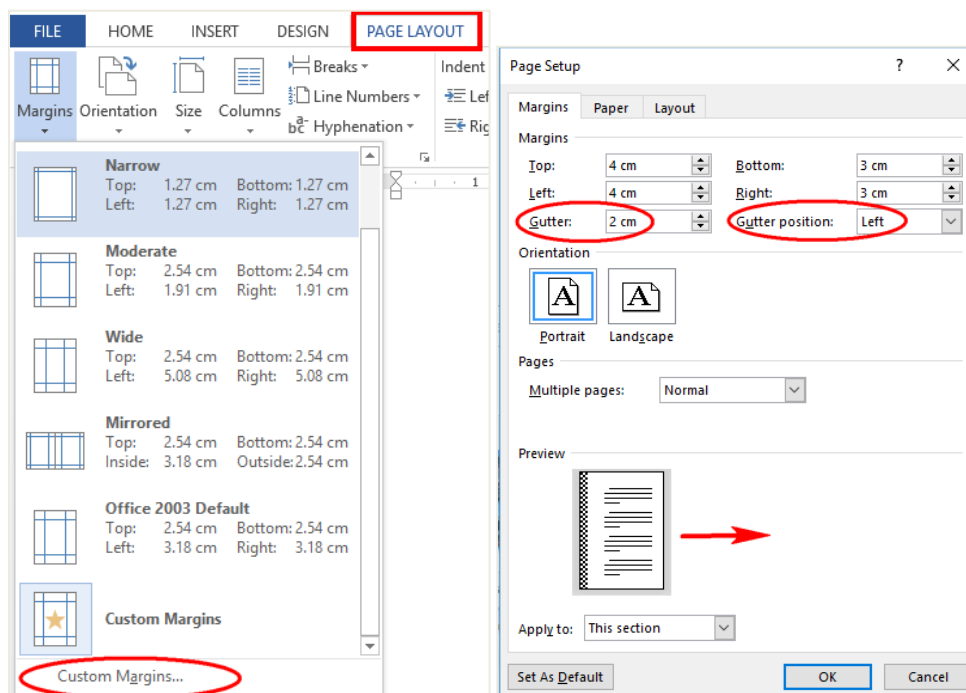 FILE HOME INSERT DESIGN PAGE LAYOUT
Margins Orientation Size Columns
Breaks
Line Numbers
Hyphenation
Indent
Lef
Rig
1
Narrow
Top: 1.27 cm Bottom: 1.27 cm
Left: 1.27 cm Right: 1.27 cm
Moderate
Top: 2.54 cm Bottom: 2.54 cm
Left: 1.91 cm Right: 1.91 cm
Wide
Top: 2.54 cm Bottom: 2.54 cm
Left: 5.08 cm Right: 5.08 cm
Mirrored
Top: 2.54 cm Bottom: 2.54 cm
Inside: 3.18 cm Outside: 2.54 cm
Office 2003 Default
Top: 2.54 cm Bottom: 2.54 cm
Left: 3.18 cm Right: 3.18 cm
Custom Margins
Custom Margins...
Page Setup ?
Margins Paper Layout
Margins
Top: 4 cm Bottom: 3 cm
Left: 4 cm Right: 3 cm
Gutter: 2 cm Gutter position: Left
Orientation
A A
Portrait Landscape
Pages
Multiple pages: Normal
Preview
Apply to: This section
Set As Default OK Cancel